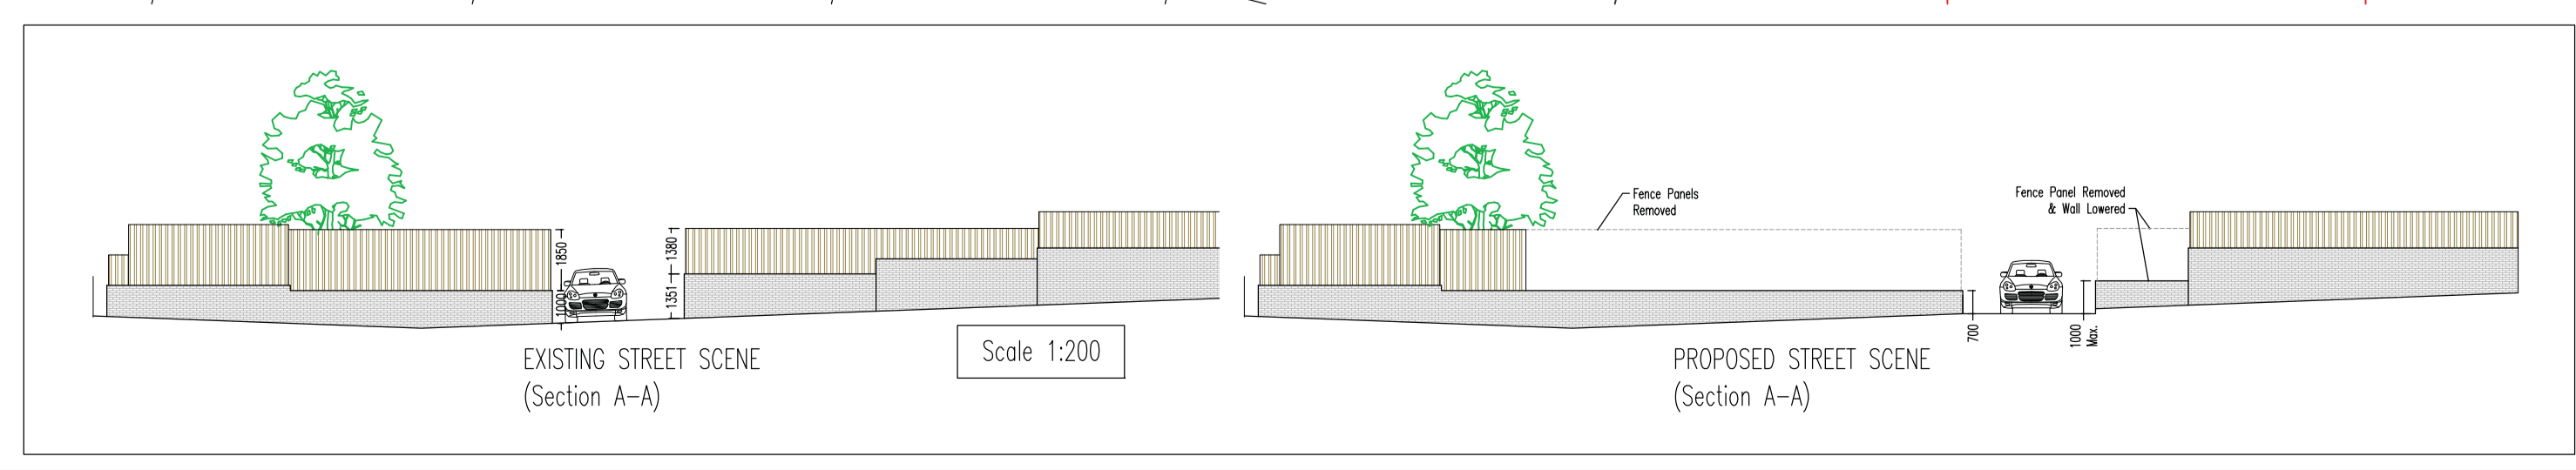 1850
1000
1380
1351
EXISTING STREET SCENE
(Section A-A)
Scale 1:200
Fence Panels
Removed
Fence Panel Removed
& Wall Lowered
700
1000
Max.
PROPOSED STREET SCENE
(Section A-A)